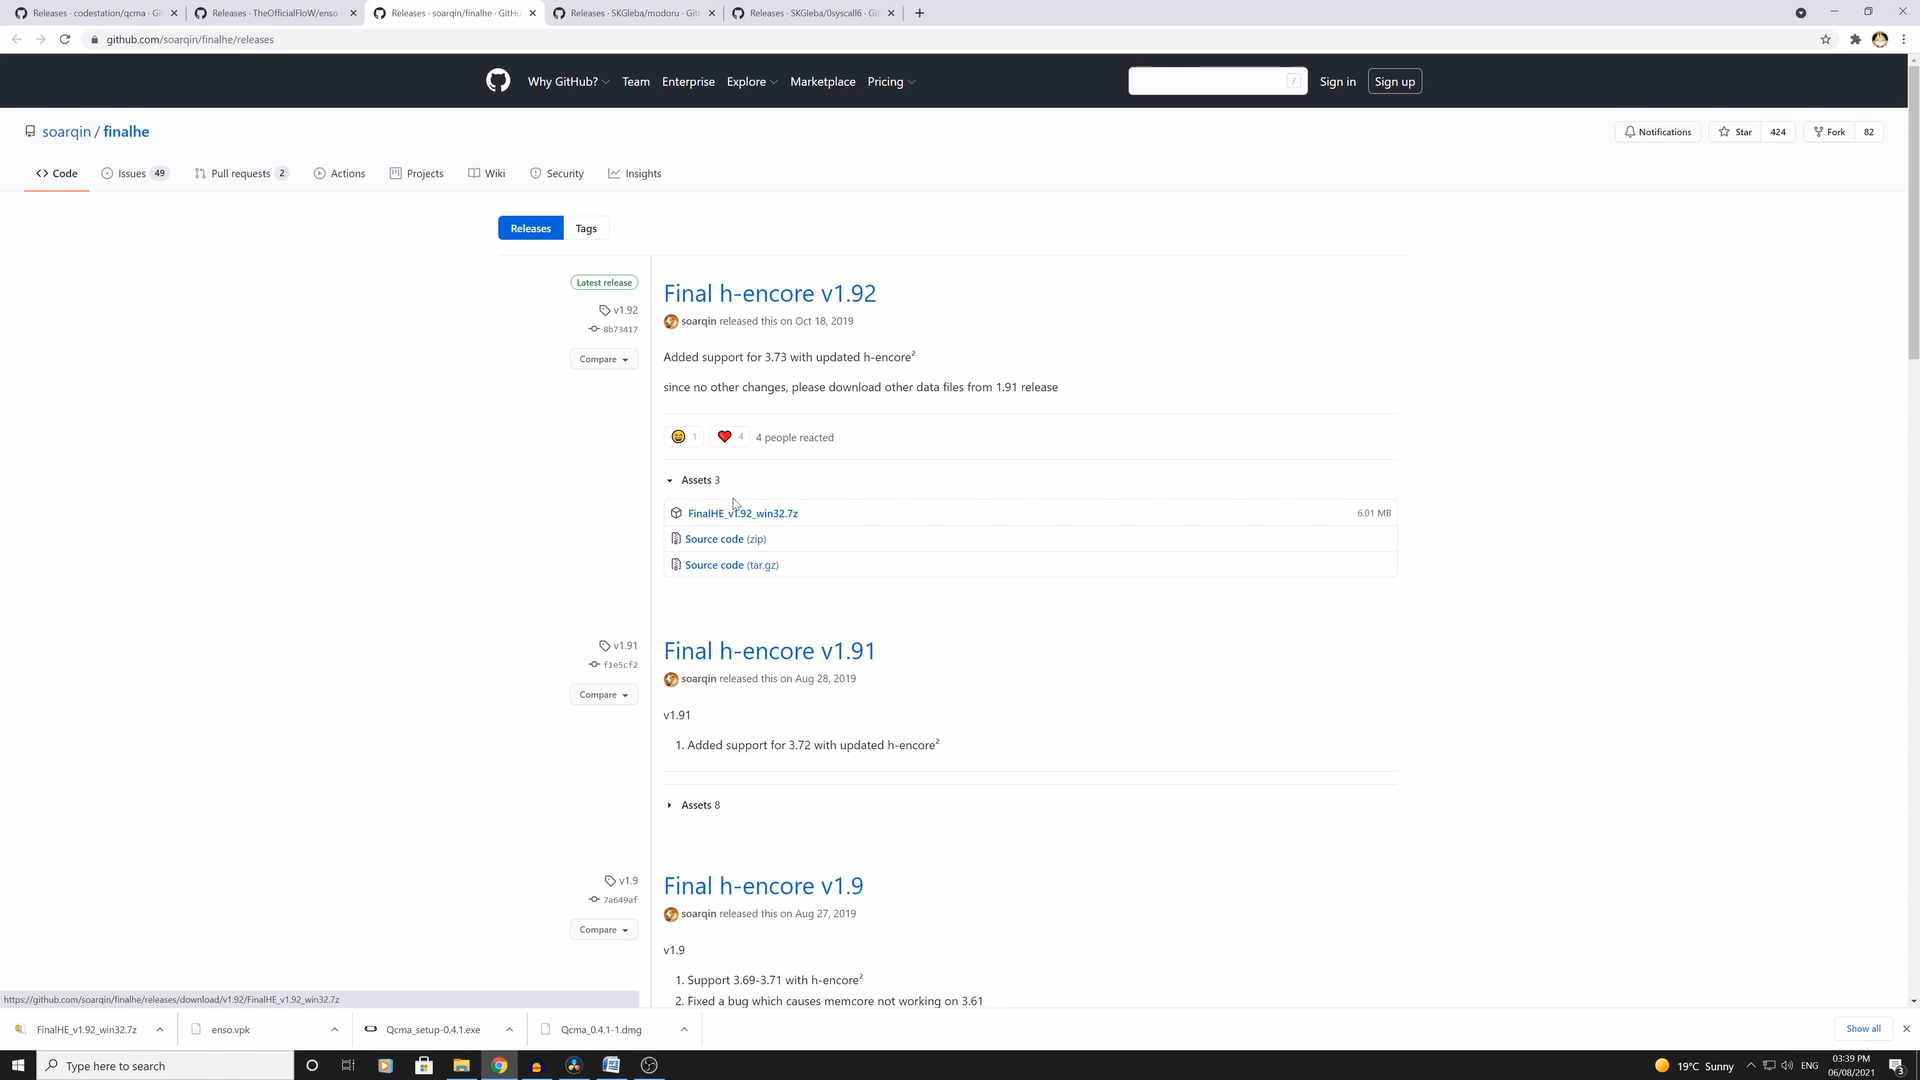 Releases · codestation/qcma · Git
Releases · TheOfficialFloW/enso
Releases · soarqin/finalhe · GitHu
Releases · SKGleba/modoru · Git
Releases · SKGleba/0syscall6 · Git
github.com/soarqin/finalhe/releases
Why GitHub?
Team
Enterprise
Explore
Marketplace
Pricing
/
Sign in
Sign up
soarqin / finalhe
Notifications
Star 424
Fork 82
Code
Issues 49
Pull requests 2
Actions
Projects
Wiki
Security
Insights
Releases
Tags
Latest release
v1.92
8b73417
Compare
Final h-encore v1.92
soarqin released this on Oct 18, 2019
Added support for 3.73 with updated h-encore²
since no other changes, please download other data files from 1.91 release
1
4
4 people reacted
Assets 3
FinalHE_v1.92_win32.7z
6.01 MB
Source code (zip)
Source code (tar.gz)
v1.91
f1e5cf2
Compare
Final h-encore v1.91
soarqin released this on Aug 28, 2019
v1.91
1. Added support for 3.72 with updated h-encore²
Assets 8
v1.9
7a649af
Compare
Final h-encore v1.9
soarqin released this on Aug 27, 2019
v1.9
1. Support 3.69-3.71 with h-encore²
2. Fixed a bug which causes memcore not working on 3.61
https://github.com/soarqin/finalhe/releases/download/v1.92/FinalHE_v1.92_win32.7z
FinalHE_v1.92_win32.7z
enso.vpk
Qcma_setup-0.4.1.exe
Qcma_0.4.1-1.dmg
Show all
Type here to search
19°C Sunny
ENG
03:39 PM
06/08/2021
3